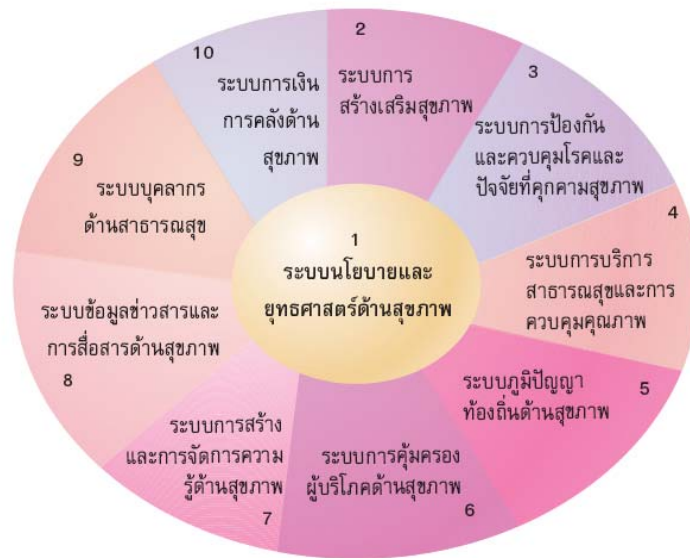 1
ระบบนโยบายและ
ยุทธศาสตร์ด้านสุขภาพ
2
ระบบการ
สร้างเสริมสุขภาพ
3
ระบบการป้องกัน
และควบคุมโรคและ
ปัจจัยที่คุกคามสุขภาพ
4
ระบบการบริการ
สาธารณสุขและการ
ควบคุมคุณภาพ
5
ระบบภูมิปัญญา
ท้องถิ่นด้านสุขภาพ
6
ระบบการคุ้มครอง
ผู้บริโภคด้านสุขภาพ
7
ระบบการสร้าง
และการจัดการความ
รู้ด้านสุขภาพ
8
ระบบข้อมูลข่าวสารและ
การสื่อสารด้านสุขภาพ
9
ระบบบุคลากร
ด้านสาธารณสุข
10
ระบบการเงิน
การคลังด้าน
สุขภาพ